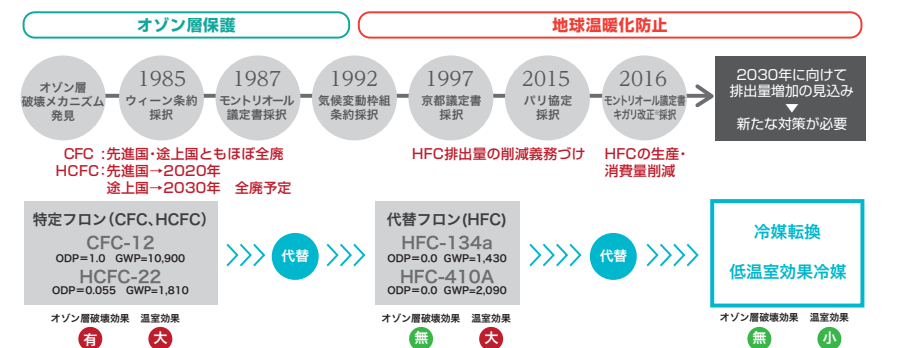 オゾン層保護
地球温暖化防止
オゾン層
破壊メカニズム
発見
1985
ウィーン条約
採択
1987
モントリオール
議定書採択
1992
気候変動枠組
条約採択
1997
京都議定書
採択
2015
パリ協定
採択
2016
モントリオール議定書
キガリ改正※採択
2030年に向けて
排出量増加の見込み
▼
新たな対策が必要
CFC :先進国・途上国ともほぼ全廃
HCFC:先進国→2020年
途上国→2030年 全廃予定
HFC排出量の削減義務づけ
HFCの生産・
消費量削減
特定フロン(CFC、HCFC)
CFC-12
ODP=1.0 GWP=10,900
HCFC-22
ODP=0.055 GWP=1,810
代替
代替フロン(HFC)
HFC-134a
ODP=0.0 GWP=1,430
HFC-410A
ODP=0.0 GWP=2,090
代替
冷媒転換
低温室効果冷媒
オゾン層破壊効果 温室効果
有 大
オゾン層破壊効果 温室効果
無 大
オゾン層破壊効果 温室効果
無 小